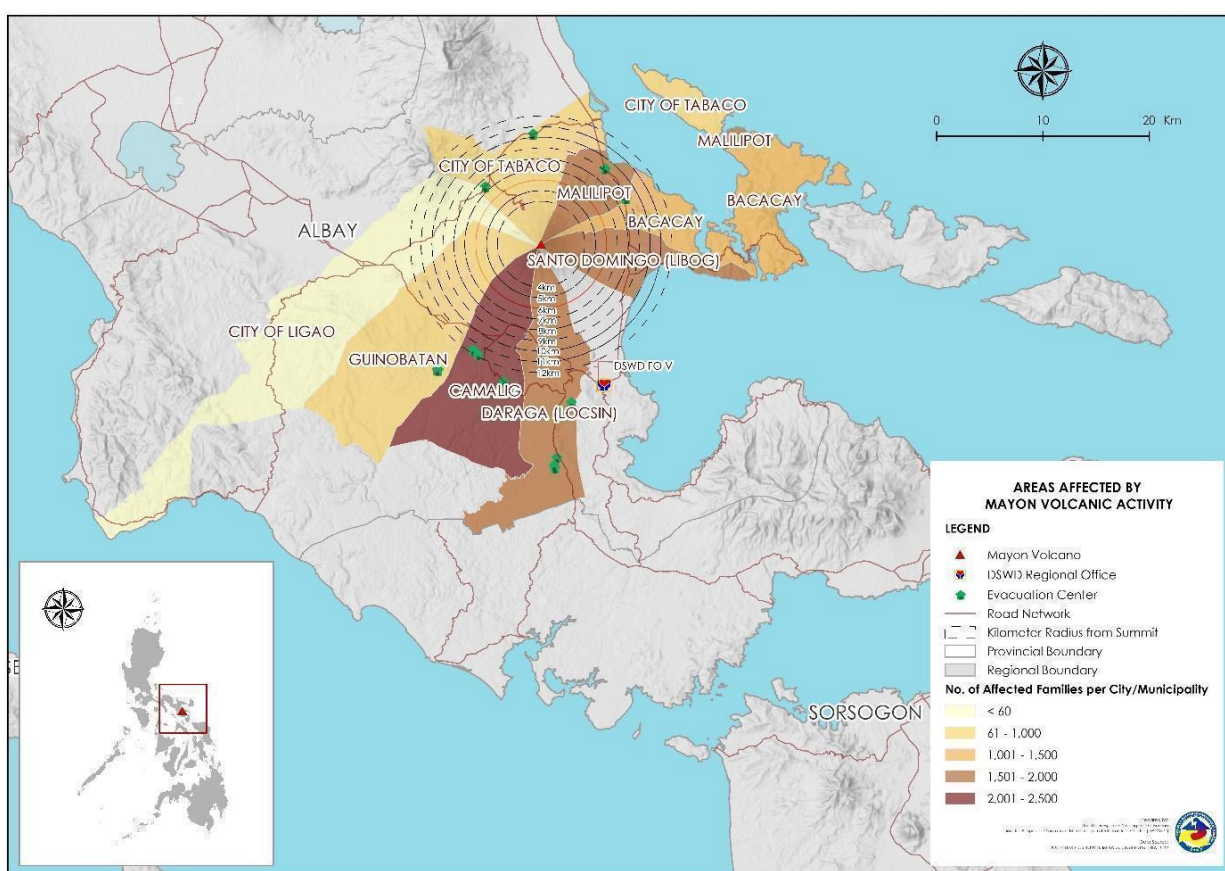 CITY OF TABACO
MALILIPOT
0 10 20 Km
CITY OF TABACO
MALILIPOT
BACACAY
BACACAY
ALBAY
SANTO DOMINGO (LIBOG)
4km
5km
6km
7km
8km
9km
10km
11km
12km
CITY OF LIGAO
GUINOBATAN
DSWD FO V
CAMALIG
DARAGA (LOCSIN)
SORSOGON
AREAS AFFECTED BY
MAYON VOLCANIC ACTIVITY
LEGEND
Mayon Volcano
DSWD Regional Office
Evacuation Center
Road Network
Kilometer Radius from Summit
Provincial Boundary
Regional Boundary
No. of Affected Families per City/Municipality
< 60
61 - 1,000
1,001 - 1,500
1,501 - 2,000
2,001 - 2,500